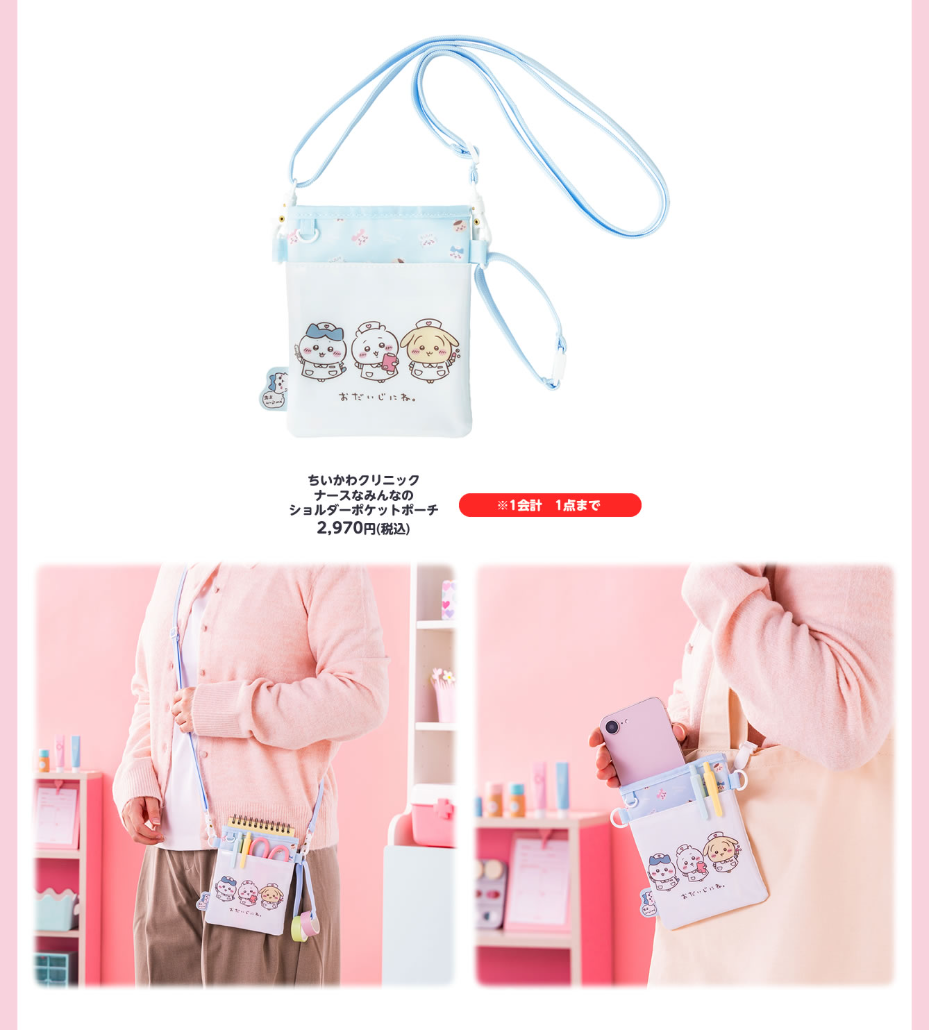 おだいじにね。
ちいかわクリニック
ナースなみんなの
ショルダーポケットポーチ
2,970円(税込)
※1会計　1点まで
おだいじにね。
おだいじにね。